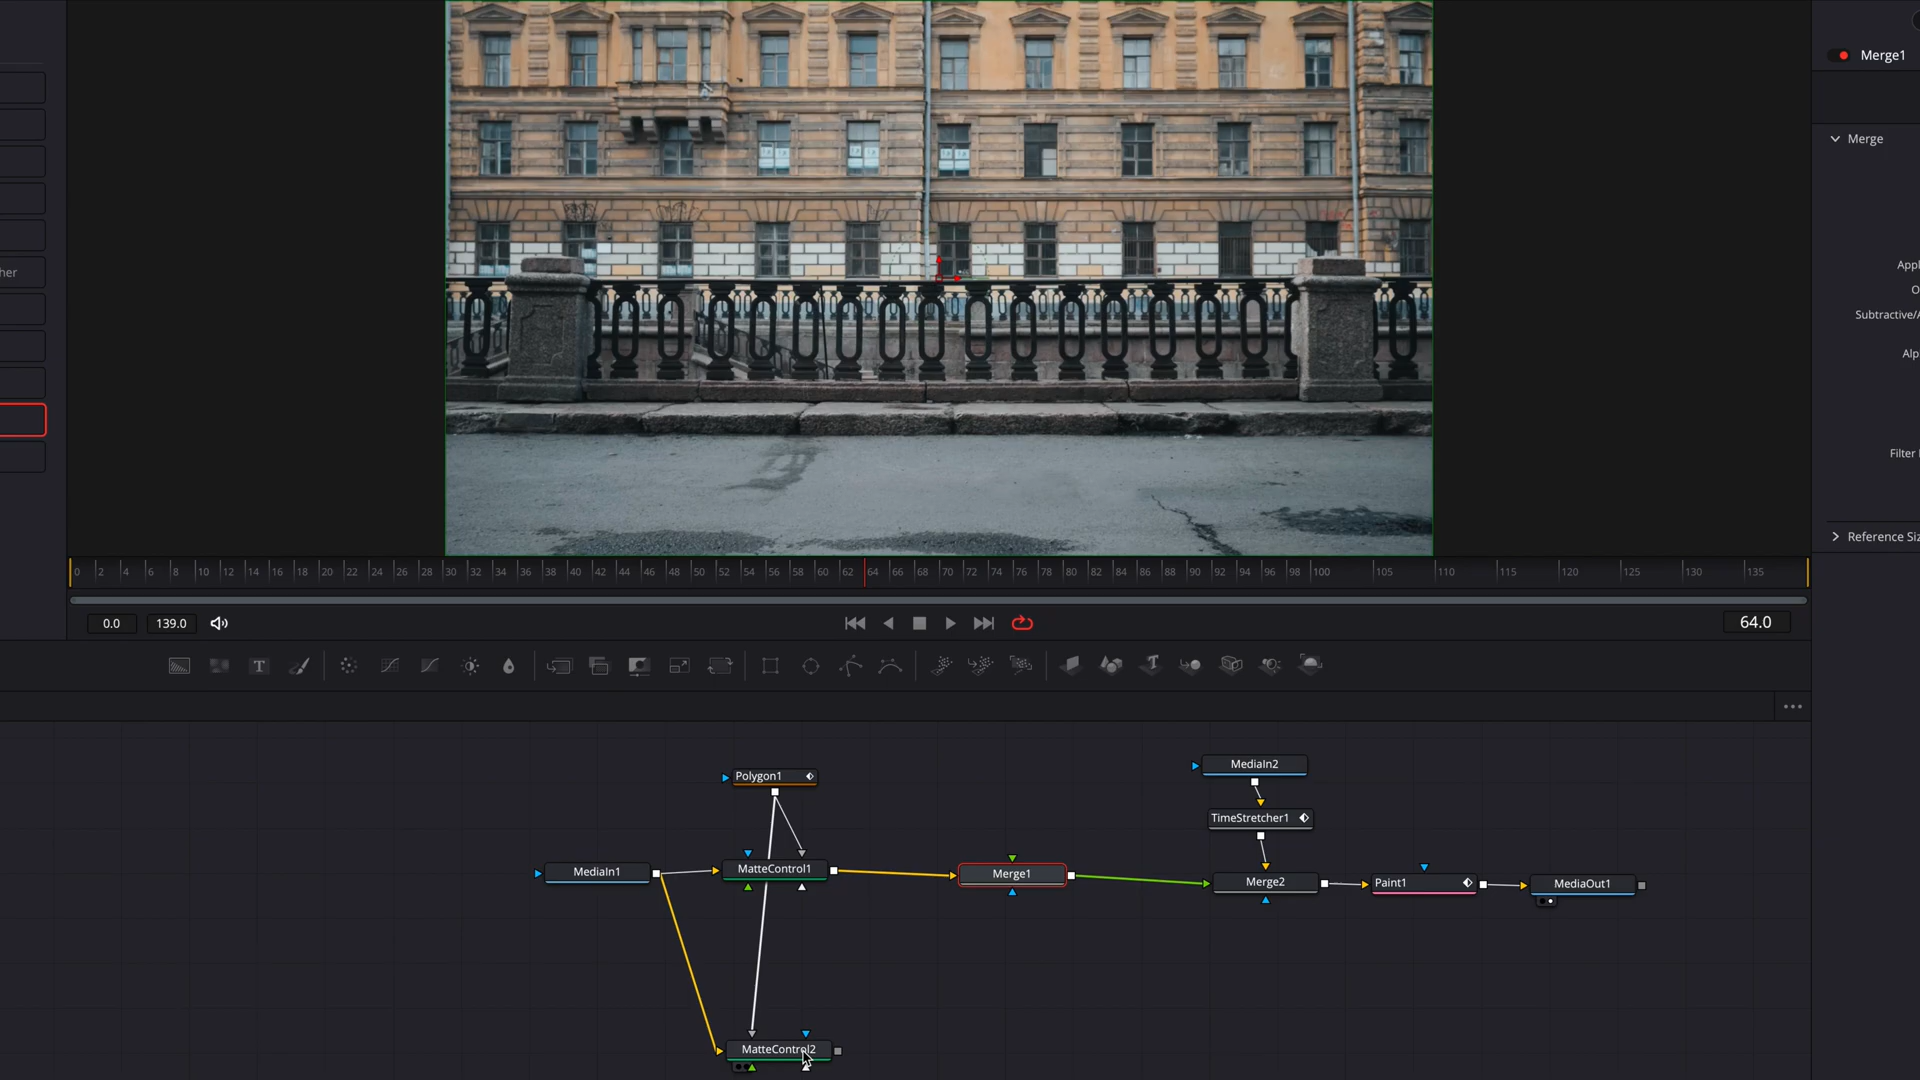 Merge1
Merge
her
Appl
O
Subtractive/A
Alp
Filter
Reference Siz
0 2 4 6 8 10 12 14 16 18 20 22 24 26 28 30 32 34 36 38 40 42 44 46 48 50 52 54 56 58 60 62 64 66 68 70 72 74 76 78 80 82 84 86 88 90 92 94 96 98 100 105 110 115 120 125 130 135
0.0 139.0 64.0
T
MediaIn2
Polygon1
TimeStretcher1
MediaIn1 MatteControl1 Merge1 Merge2 Paint1 MediaOut1
MatteControl2